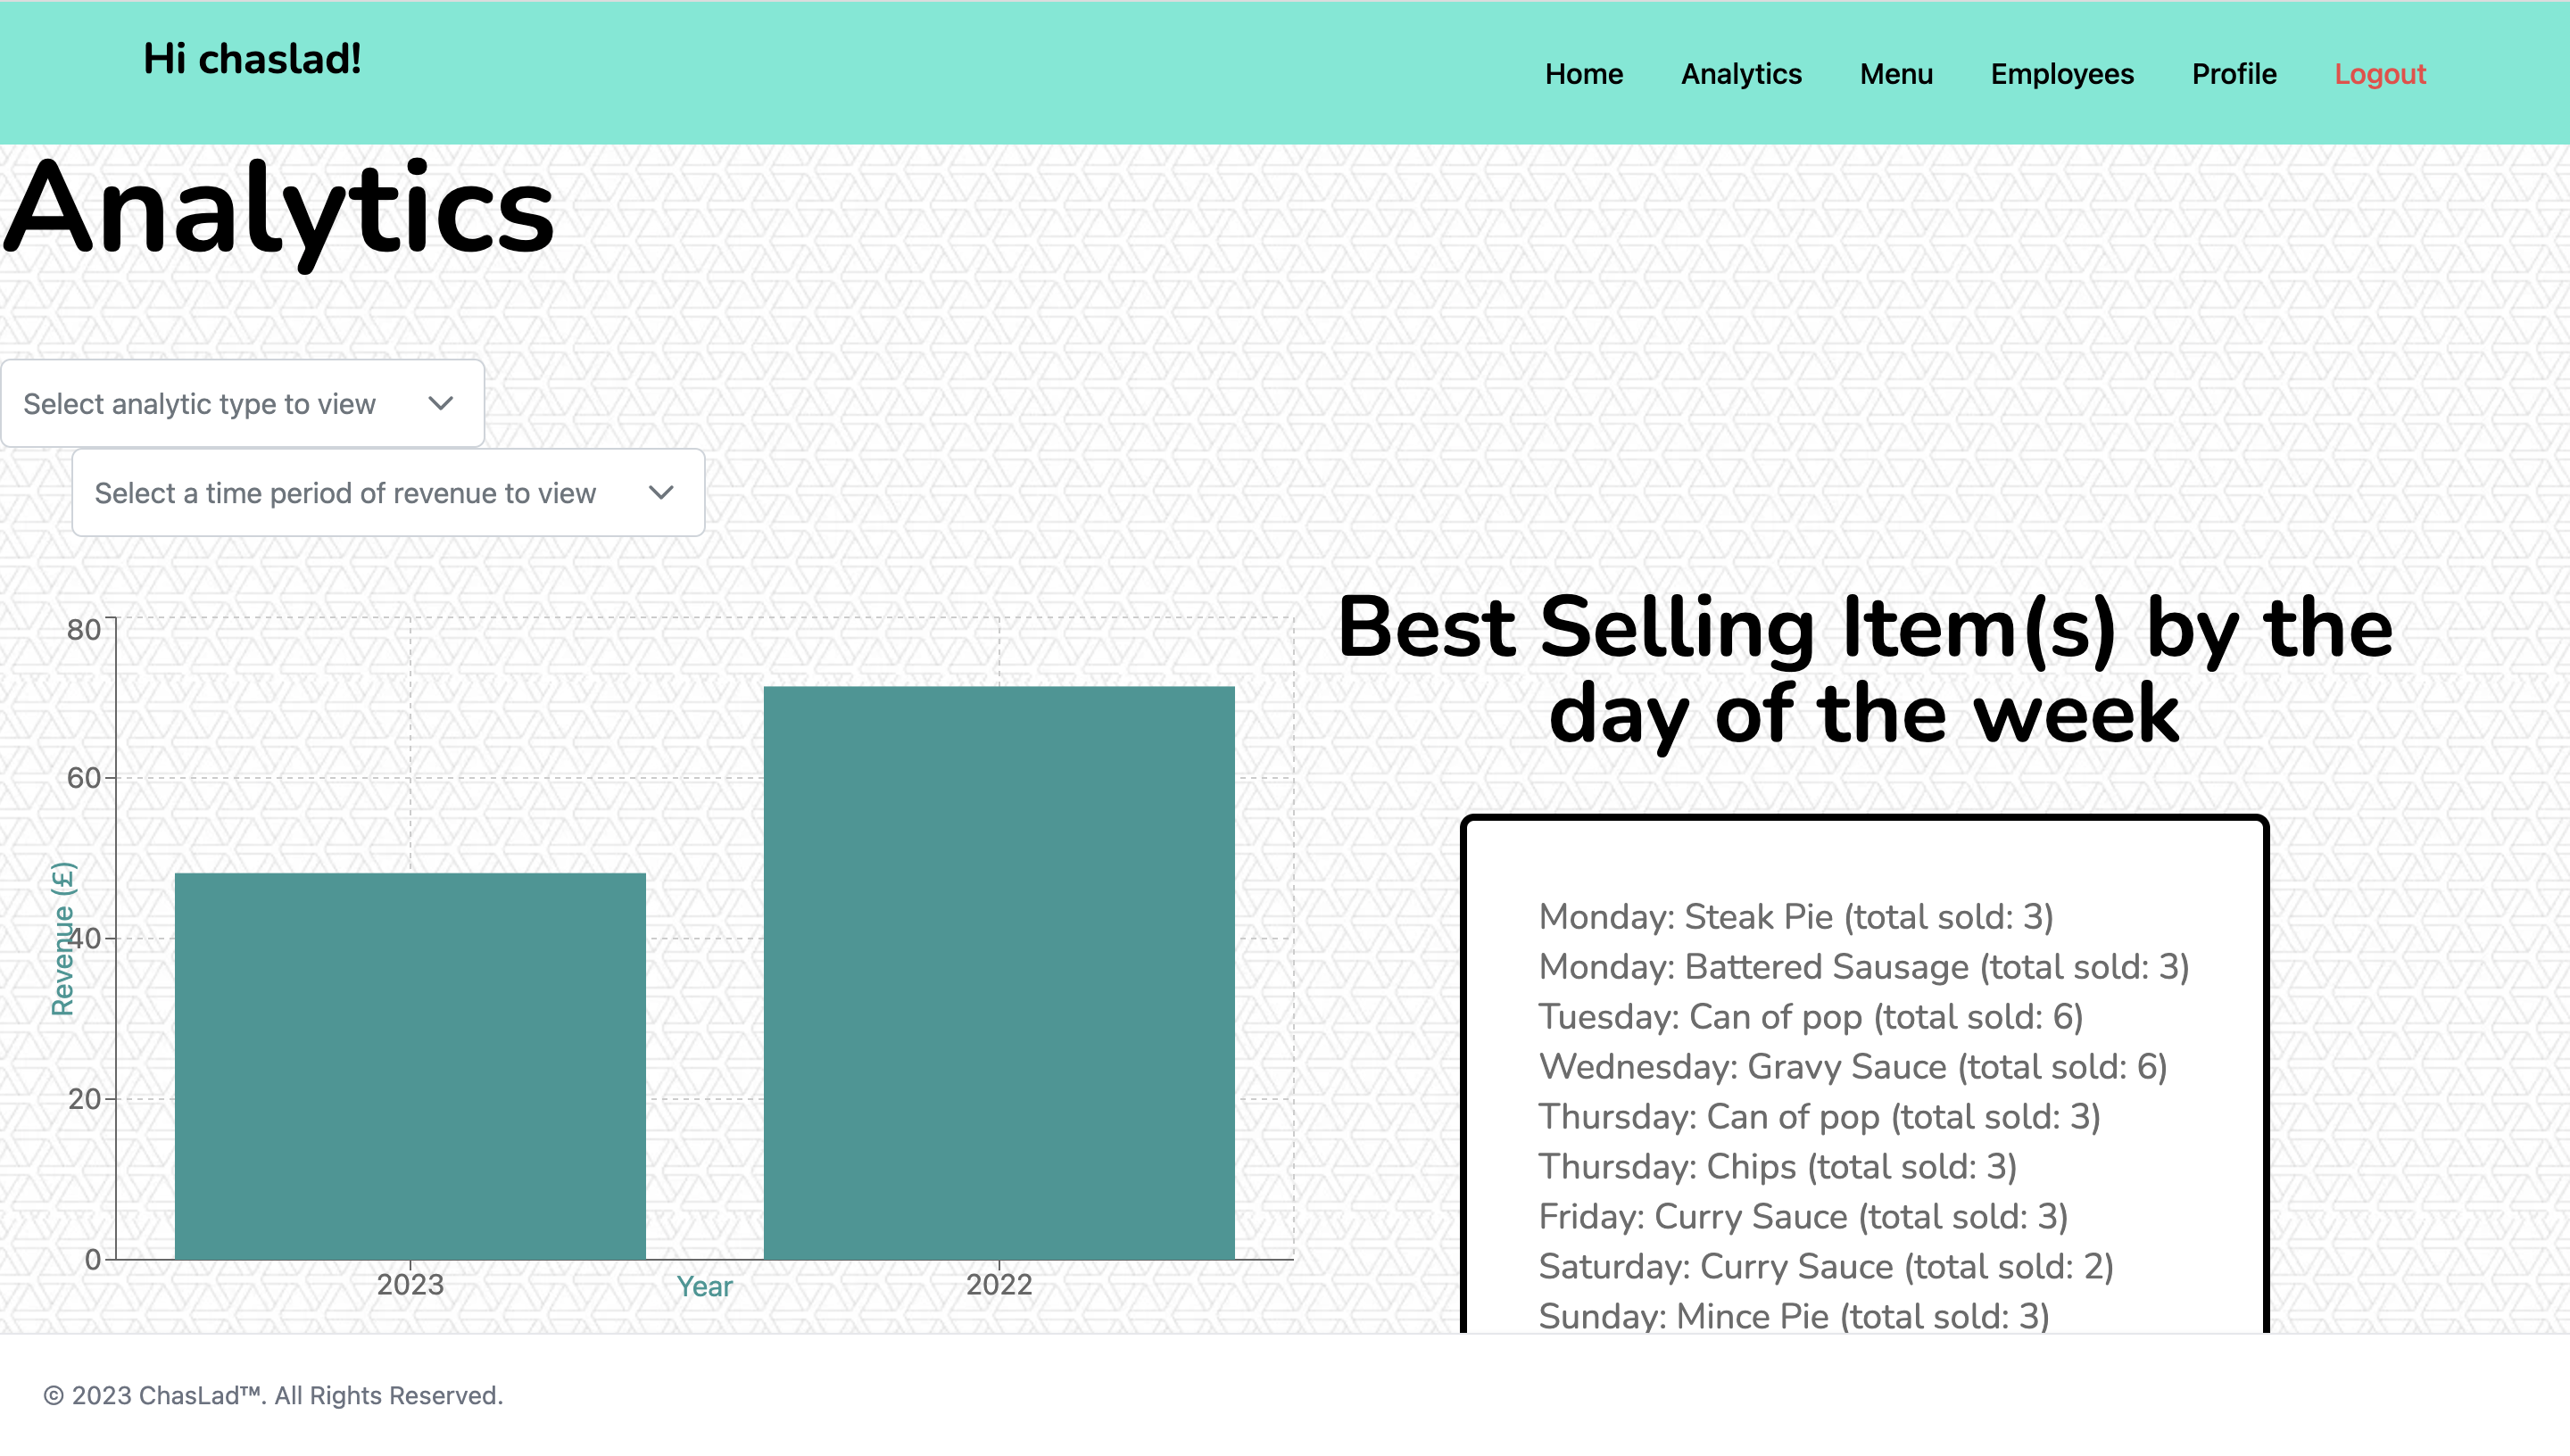 Hi chaslad!
Home Analytics Menu Employees Profile Logout
Analytics
Select analytic type to view
Select a time period of revenue to view
80
60
40
20
0
Revenue (£)
2023 Year 2022
Best Selling Item(s) by the
day of the week
Monday: Steak Pie (total sold: 3)
Monday: Battered Sausage (total sold: 3)
Tuesday: Can of pop (total sold: 6)
Wednesday: Gravy Sauce (total sold: 6)
Thursday: Can of pop (total sold: 3)
Thursday: Chips (total sold: 3)
Friday: Curry Sauce (total sold: 3)
Saturday: Curry Sauce (total sold: 2)
Sunday: Mince Pie (total sold: 3)
© 2023 ChasLad™. All Rights Reserved.